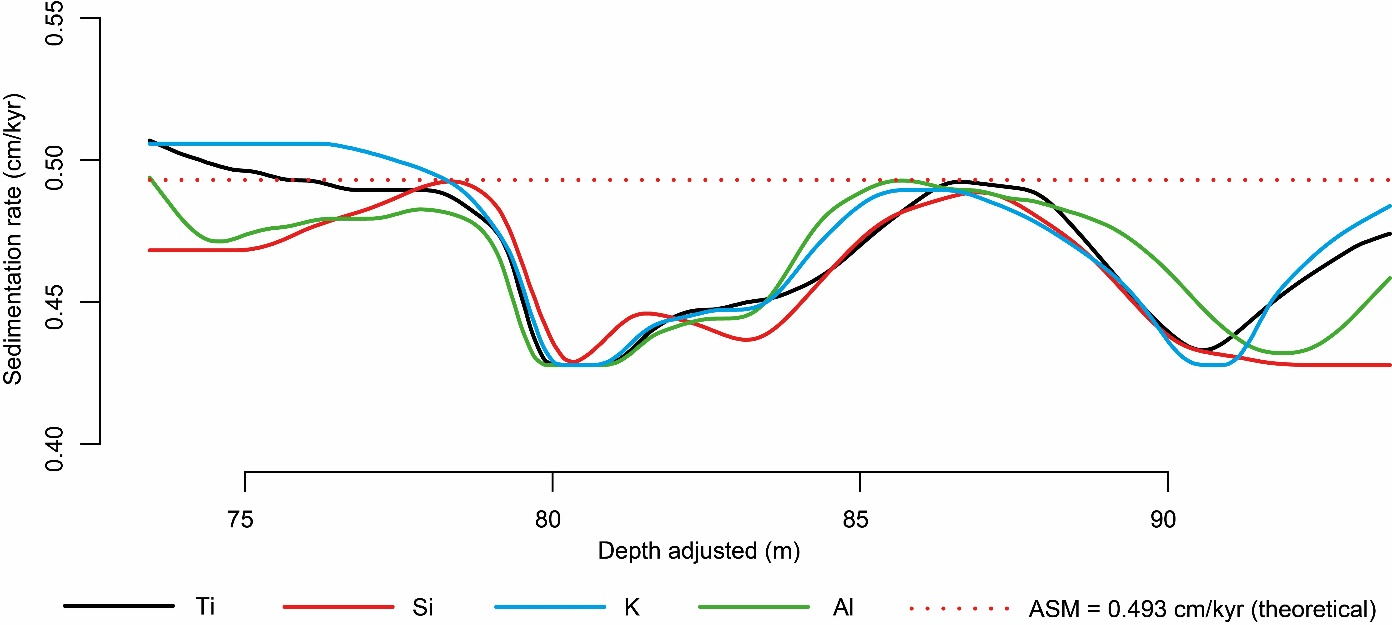 Sedimentation rate (cm/kyr)
0.55
0.50
0.45
0.40
75 80 85 90
Depth adjusted (m)
Ti Si K Al ASM = 0.493 cm/kyr (theoretical)